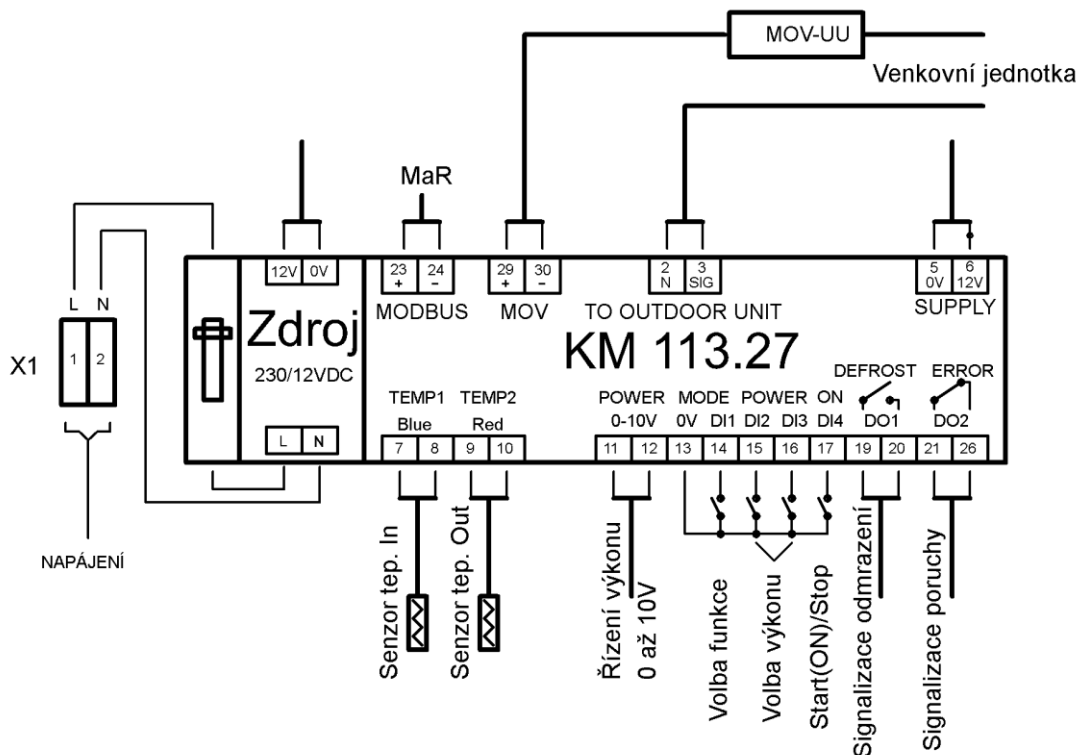 MOV-UU
Venkovní jednotka
MaR
12V 0V
23 24
+ −
29 30
+ −
2 3
N SIG
5 6
0V 12V
L N
MODBUS MOV TO OUTDOOR UNIT SUPPLY
Zdroj
230/12VDC
KM 113.27
X1
1 2
L N
NAPÁJENÍ
TEMP1 TEMP2
Blue Red
7 8 9 10
POWER MODE POWER ON
0-10V 0V DI1 DI2 DI3 DI4
DEFROST ERROR
DO1 DO2
11 12 13 14 15 16 17 19 20 21 26
Senzor tep. In
Senzor tep. Out
Řízení výkonu
0 až 10V
Volba funkce
Volba výkonu
Start(ON)/Stop
Signalizace odmrazení
Signalizace poruchy